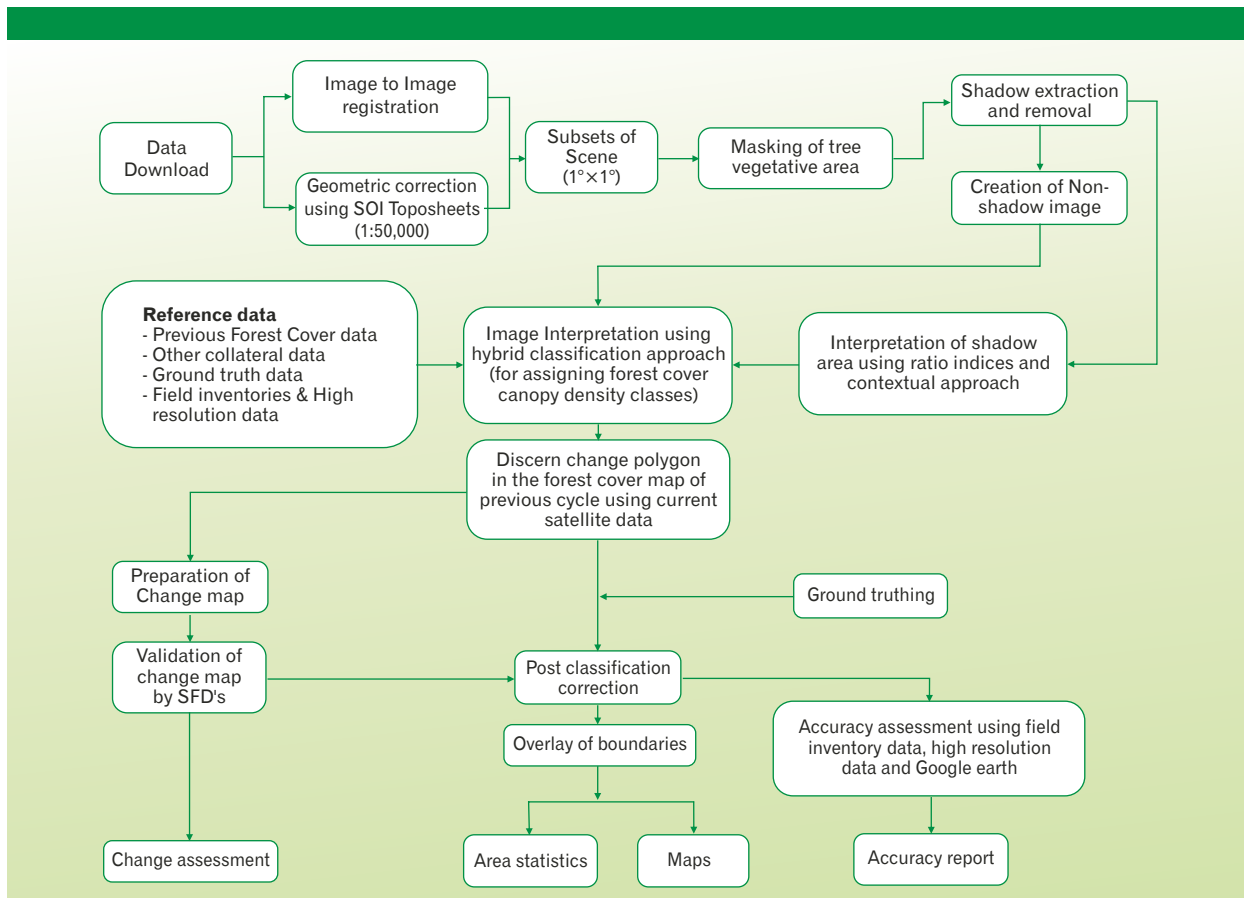 Data
Download
Image to Image
registration
Geometric correction
using SOI Toposheets
(1:50,000)
Subsets of
Scene
(1°×1°)
Masking of tree
vegetative area
Shadow extraction
and removal
Creation of Non-
shadow image
Reference data
- Previous Forest Cover data
- Other collateral data
- Ground truth data
- Field inventories & High
resolution data
Image Interpretation using
hybrid classification approach
(for assigning forest cover
canopy density classes)
Interpretation of shadow
area using ratio indices and
contextual approach
Discern change polygon
in the forest cover map of
previous cycle using current
satellite data
Preparation of
Change map
Ground truthing
Validation of
change map
by SFD's
Post classification
correction
Overlay of boundaries
Accuracy assessment using field
inventory data, high resolution
data and Google earth
Change assessment
Area statistics
Maps
Accuracy report